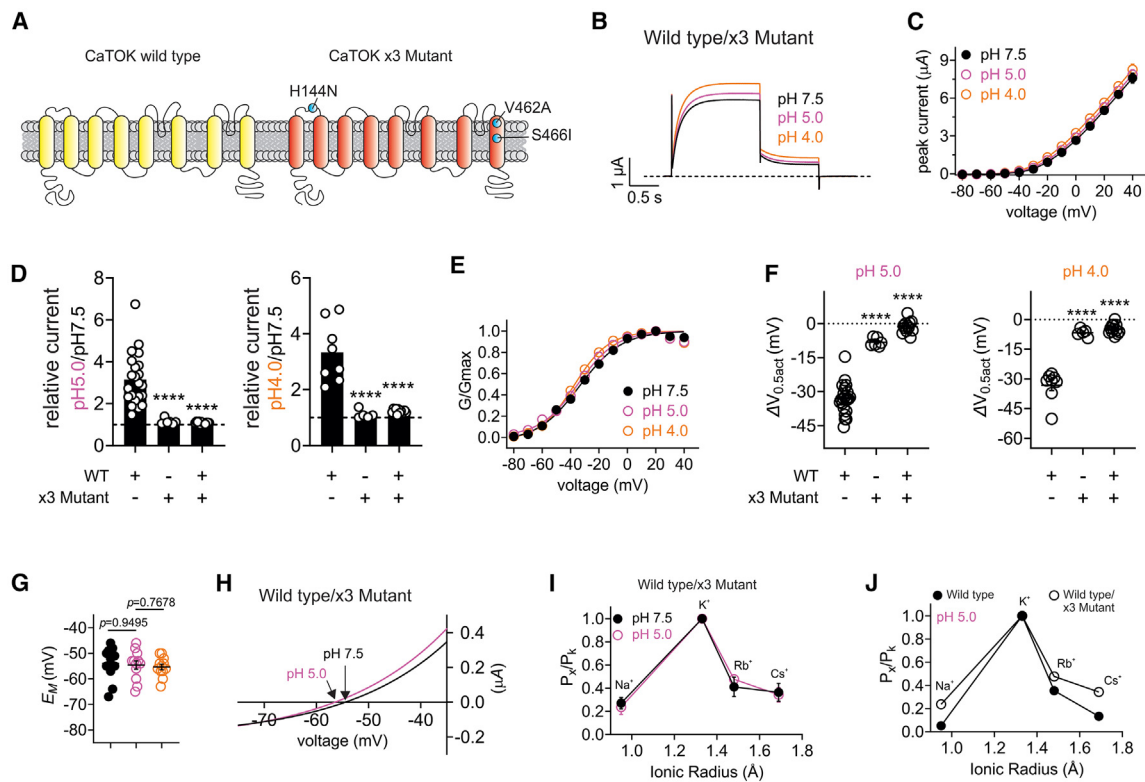 A
CaTOK wild type
CaTOK x3 Mutant
H144N
V462A
S466I
B
Wild type/x3 Mutant
pH 7.5
pH 5.0
pH 4.0
1 µA
0.5 s
C
peak current (µA)
9
6
3
0
pH 7.5
pH 5.0
pH 4.0
-80 -60 -40 -20 0 20 40
voltage (mV)
D
relative current
pH5.0/pH7.5
8
6
4
2
0
**** ****
WT + - +
x3 Mutant - + +
relative current
pH4.0/pH7.5
6
4
2
0
**** ****
+ - +
- + +
E
G/Gmax
1.0
0.8
0.6
0.4
0.2
0.0
pH 7.5
pH 5.0
pH 4.0
-80 -60 -40 -20 0 20 40
voltage (mV)
F
pH 5.0
ΔV0.5act (mV)
0
-15
-30
-45
**** ****
WT + - +
x3 Mutant - + +
pH 4.0
ΔV0.5act (mV)
0
-15
-30
-45
-60
**** ****
+ - +
- + +
G
p=0.7678
p=0.9495
EM (mV)
-40
-50
-60
-70
-80
H
Wild type/x3 Mutant
pH 7.5
pH 5.0
0.4
0.2
0.0
-0.2
(µA)
-70 -60 -50 -40
voltage (mV)
I
Wild type/x3 Mutant
pH 7.5
pH 5.0
K+
Na+
Rb+
Cs+
Px/Pk
1.0
0.8
0.6
0.4
0.2
0.0
1.0 1.2 1.4 1.6 1.8
Ionic Radius (Å)
J
Wild type
Wild type/
x3 Mutant
pH 5.0
K+
Na+
Rb+
Cs+
Px/Pk
1.0
0.8
0.6
0.4
0.2
0.0
1.0 1.2 1.4 1.6 1.8
Ionic Radius (Å)